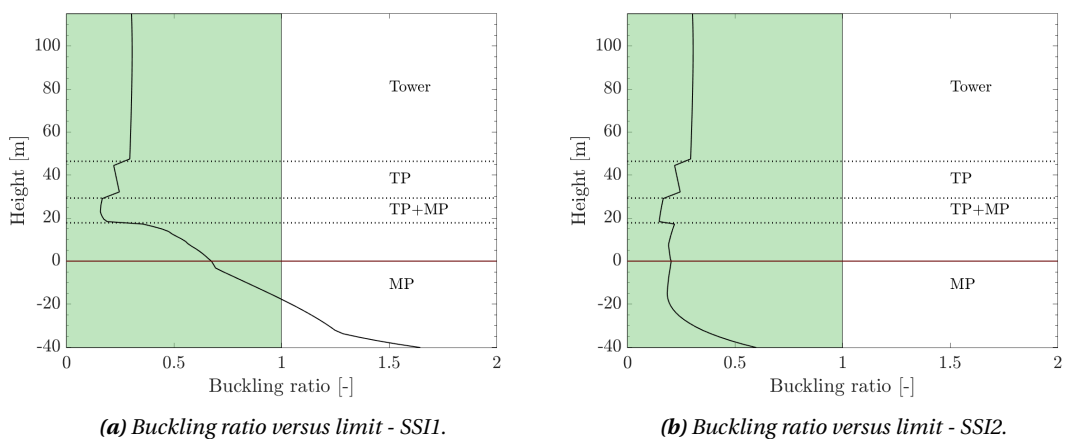 100
80
60
40
20
0
-20
-40
Height [m]
Tower
TP
TP+MP
MP
0 0.5 1 1.5 2
Buckling ratio [-]
(a) Buckling ratio versus limit - SSI1.
100
80
60
40
20
0
-20
-40
Height [m]
Tower
TP
TP+MP
MP
0 0.5 1 1.5 2
Buckling ratio [-]
(b) Buckling ratio versus limit - SSI2.